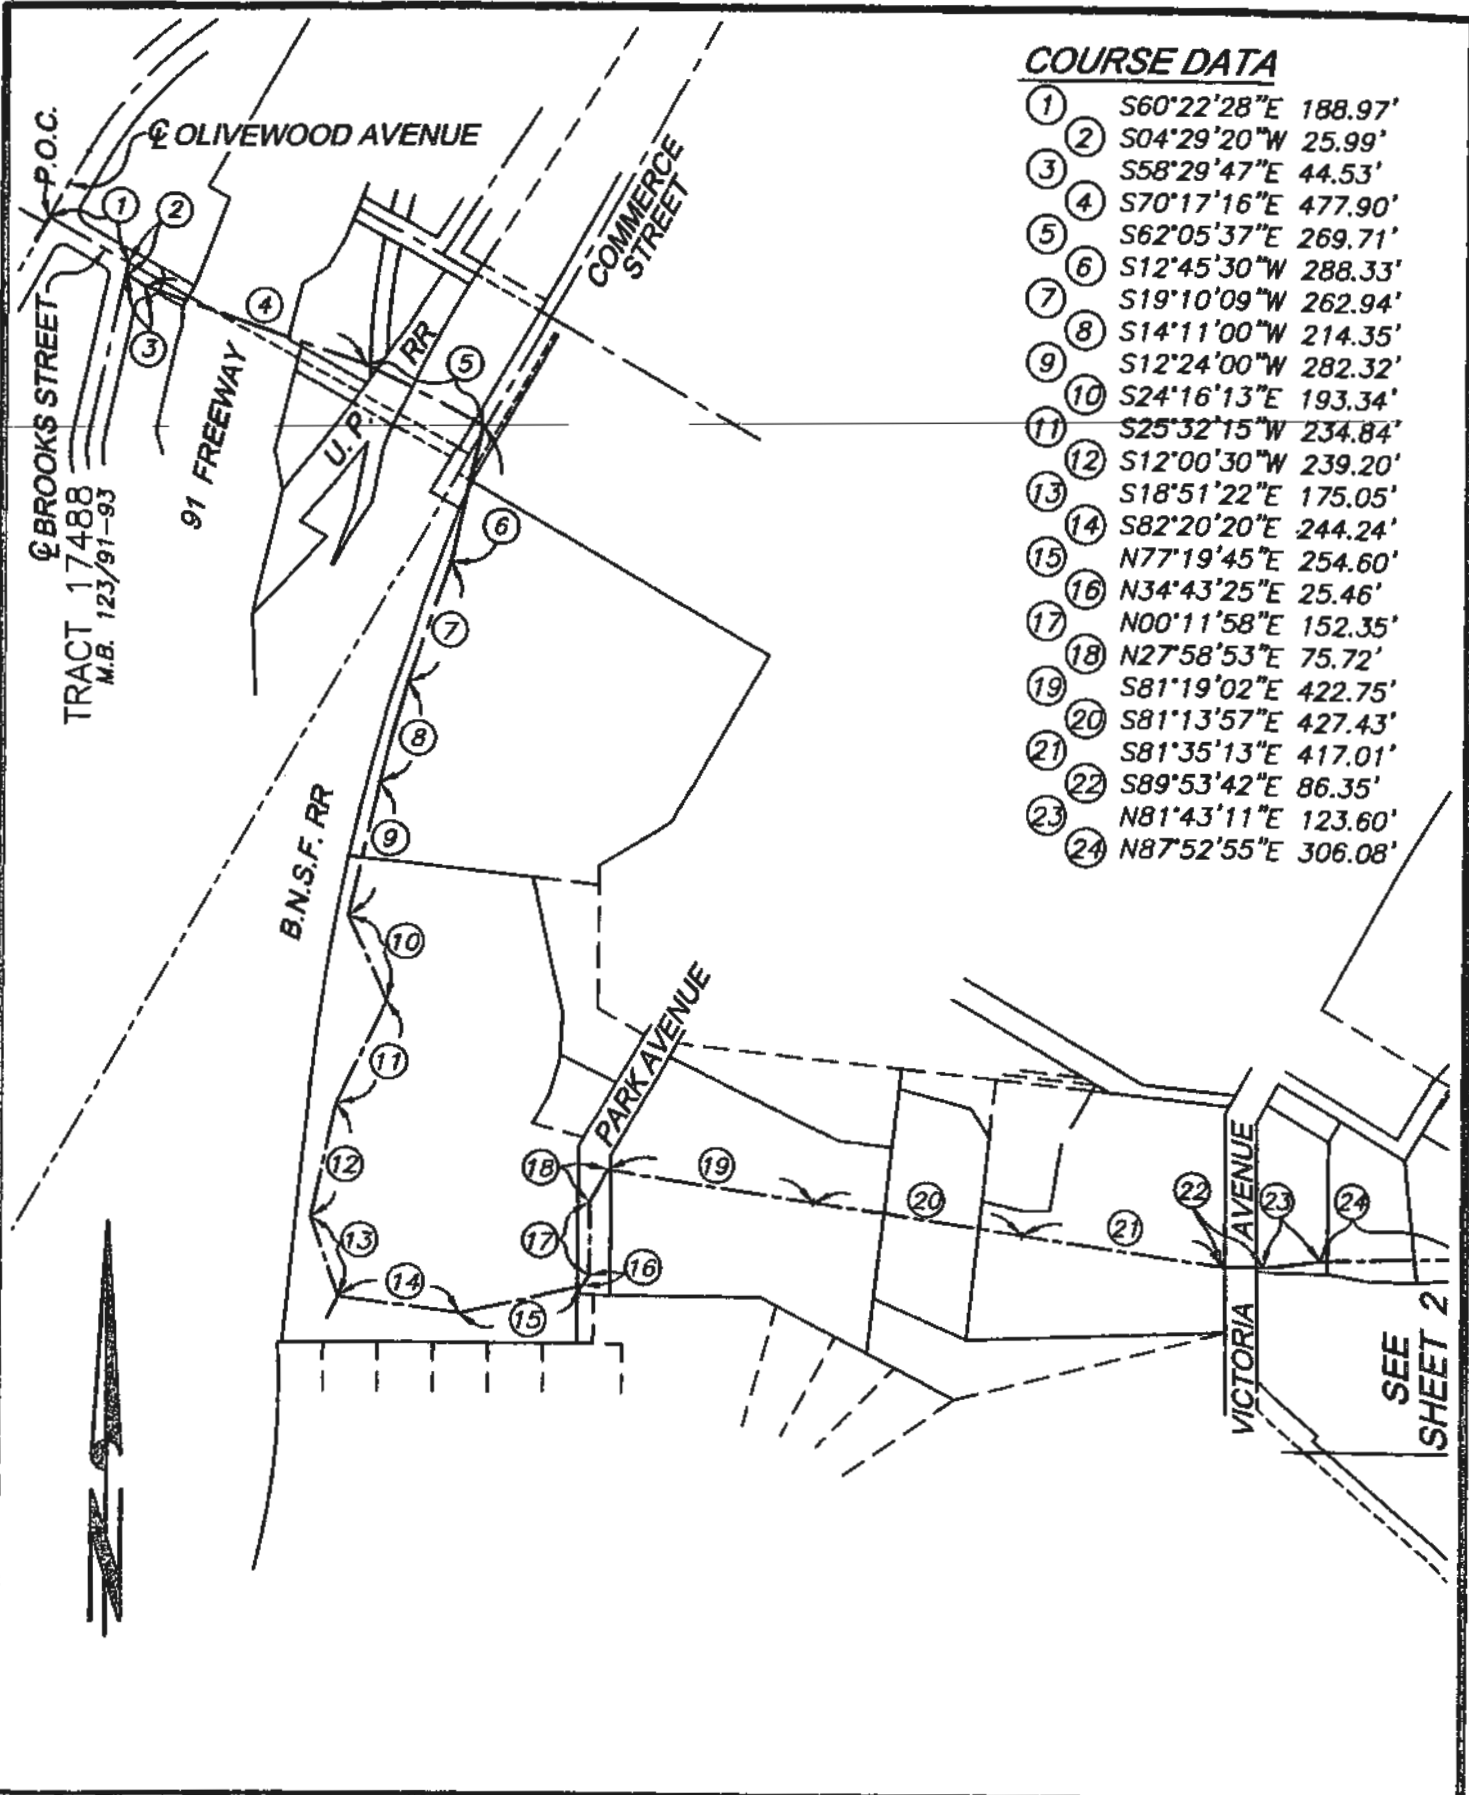 COURSE DATA
1 S60°22'28"E 188.97'
2 S04°29'20"W 25.99'
3 S58°29'47"E 44.53'
4 S70°17'16"E 477.90'
5 S62°05'37"E 269.71'
6 S12°45'30"W 288.33'
7 S19°10'09"W 262.94'
8 S14°11'00"W 214.35'
9 S12°24'00"W 282.32'
10 S24°16'13"E 193.34'
11 S25°32'15"W 234.84'
12 S12°00'30"W 239.20'
13 S18°51'22"E 175.05'
14 S82°20'20"E 244.24'
15 N77°19'45"E 254.60'
16 N34°43'25"E 25.46'
17 N00°11'58"E 152.35'
18 N27°58'53"E 75.72'
19 S81°19'02"E 422.75'
20 S81°13'57"E 427.43'
21 S81°35'13"E 417.01'
22 S89°53'42"E 86.35'
23 N81°43'11"E 123.60'
24 N87°52'55"E 306.08'
P.O.C.
℄ OLIVEWOOD AVENUE
1
2
3
4
5
COMMERCE
STREET
℄ BROOKS STREET
TRACT 17488
M.B. 123/91-93
91 FREEWAY
U. P. RR
6
7
8
9
B.N.S.F. RR
10
11
12
13
14
15
16
17
18
PARK AVENUE
19
20
21
22
23
24
VICTORIA AVENUE
SEE
SHEET 2
N